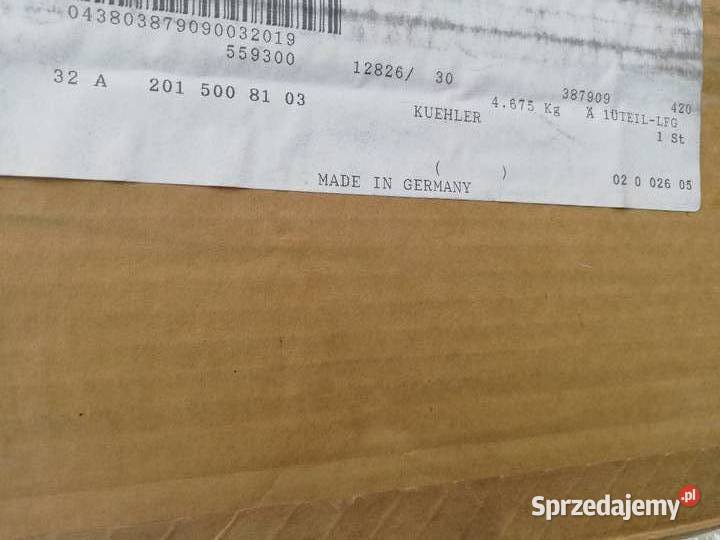 043803879090032019
559300
12826/ 30
387909
420
32 A 201 500 81 03
KUEHLER
4.675 Kg
Ä 1ÜTEIL-LFG
1 St
( )
MADE IN GERMANY
02 0 026 05
Sprzedajemy.pl